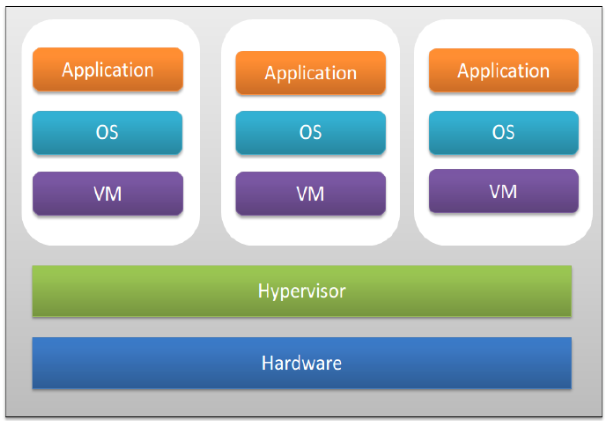 Application
Application
Application
OS
OS
OS
VM
VM
VM
Hypervisor
Hardware